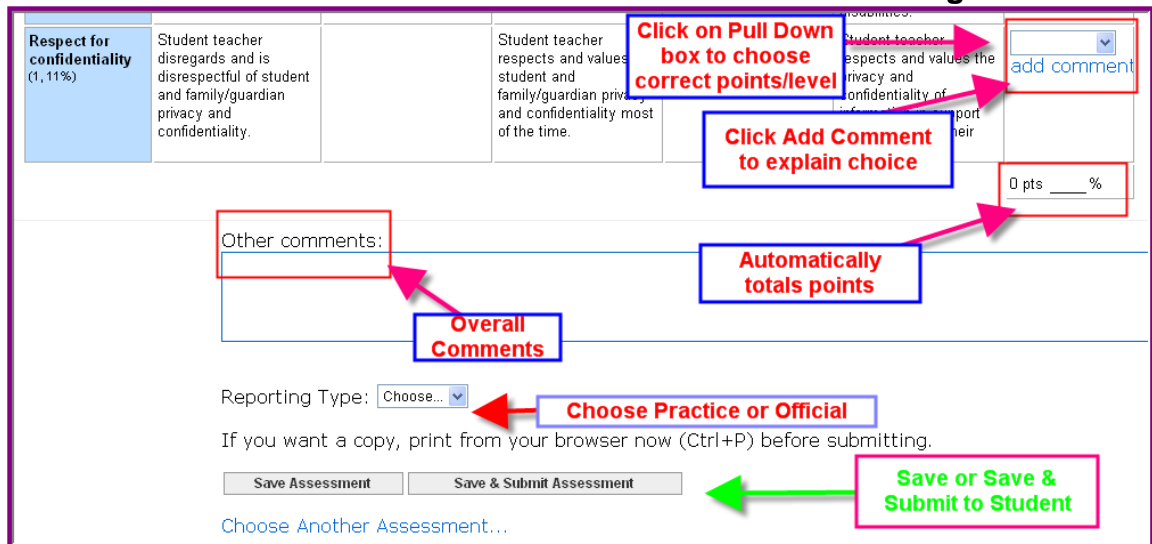 disabilities.
Respect for
confidentiality
(1, 11%)
Student teacher
disregards and is
disrespectful of student
and family/guardian
privacy and
confidentiality.
Student teacher
respects and values
student and
family/guardian privacy
and confidentiality most
of the time.
Student teacher
respects and values the
privacy and
confidentiality of
information in support
their
add comment
Click on Pull Down
box to choose
correct points/level
Click Add Comment
to explain choice
0 pts ____ %
Automatically
totals points
Other comments:
Overall
Comments
Reporting Type: Choose...
Choose Practice or Official
If you want a copy, print from your browser now (Ctrl+P) before submitting.
Save Assessment
Save & Submit Assessment
Save or Save &
Submit to Student
Choose Another Assessment...